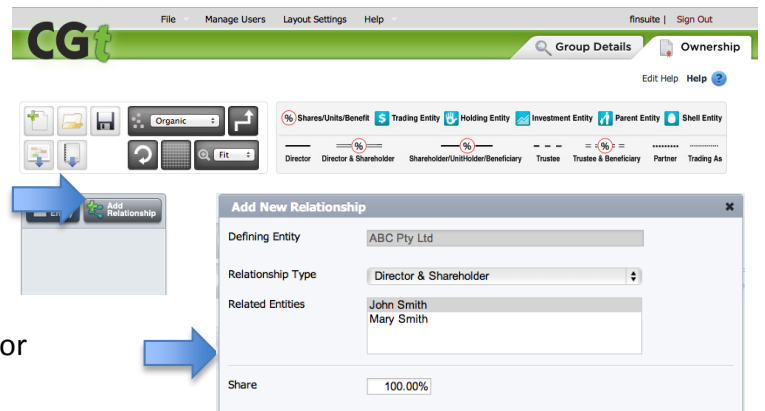 File Manage Users Layout Settings Help finsuite | Sign Out
CGt
Group Details Ownership
Edit Help Help ?
Organic
% Shares/Units/Benefit $ Trading Entity Holding Entity Investment Entity Parent Entity Shell Entity
% % %
Director Director & Shareholder Shareholder/UnitHolder/Beneficiary Trustee Trustee & Beneficiary Partner Trading As
Fit
Entity
Add
Relationship
Add New Relationship
Defining Entity ABC Pty Ltd
Relationship Type Director & Shareholder
Related Entities John Smith
Mary Smith
or
Share 100.00%